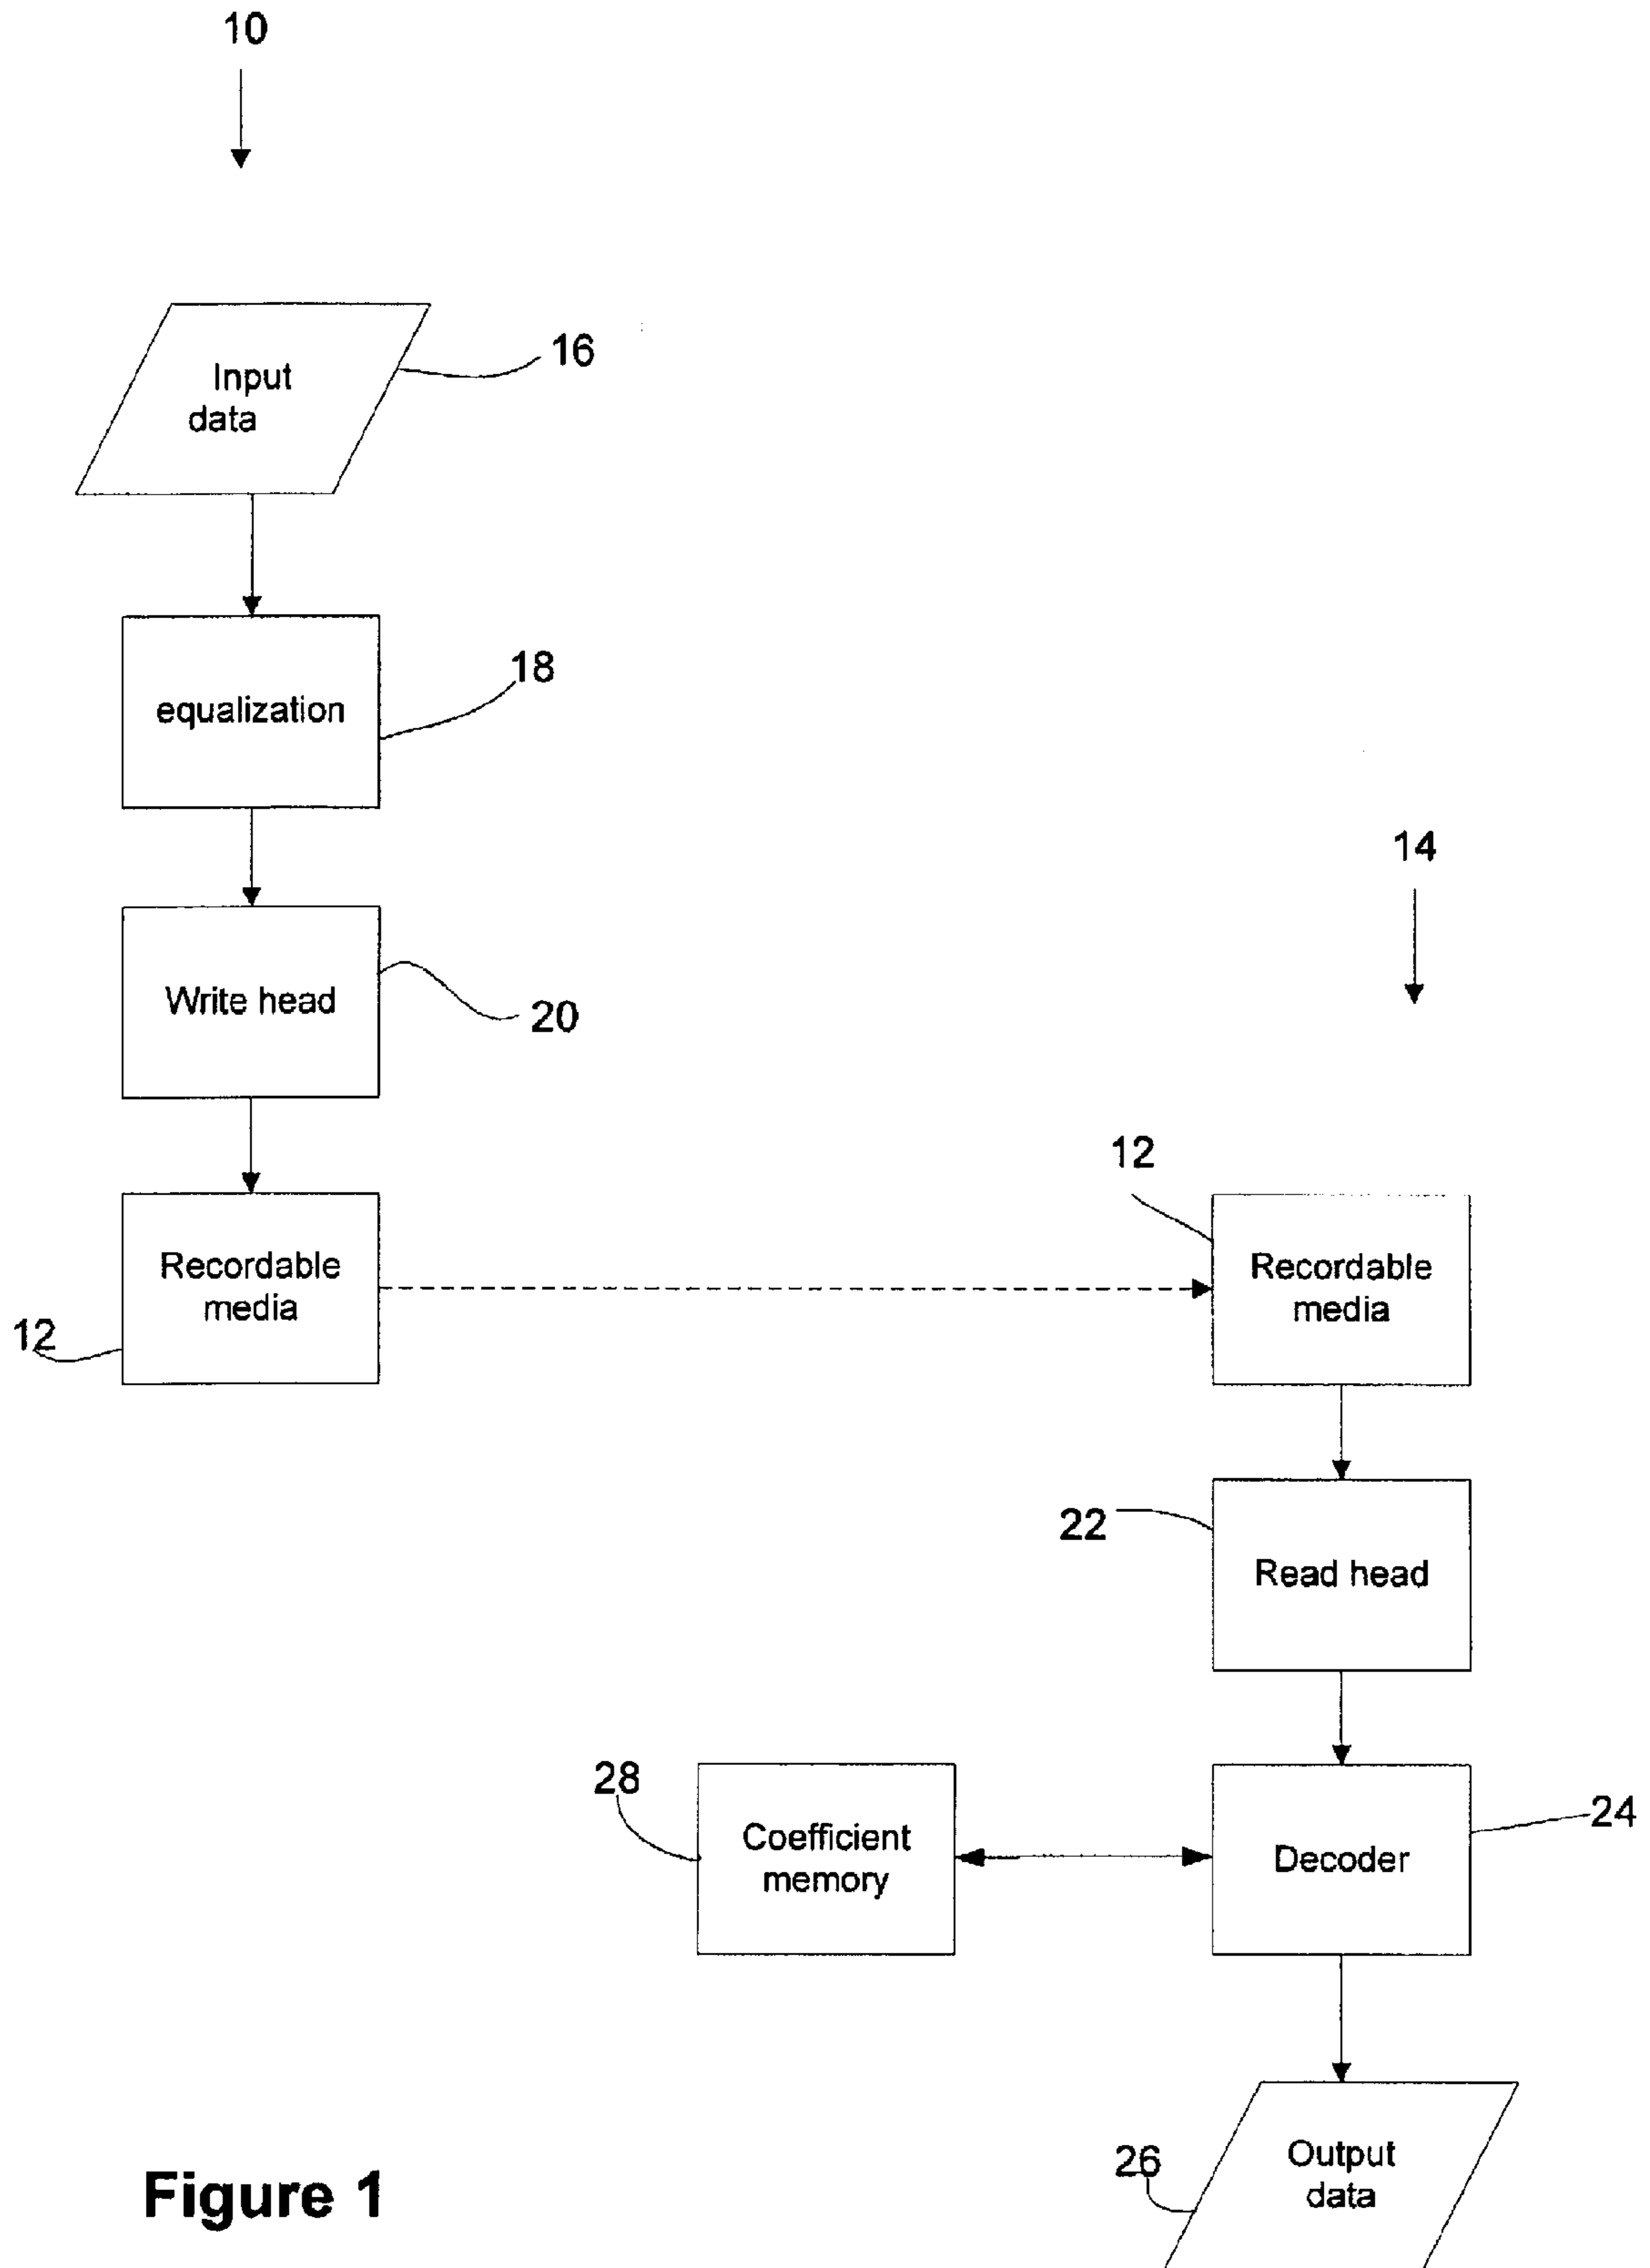 10
Input
data
16
equalization
18
Write head
20
Recordable
media
12
14
12
Recordable
media
22
Read head
28
Coefficient
memory
Decoder
24
Output
data
26
Figure 1